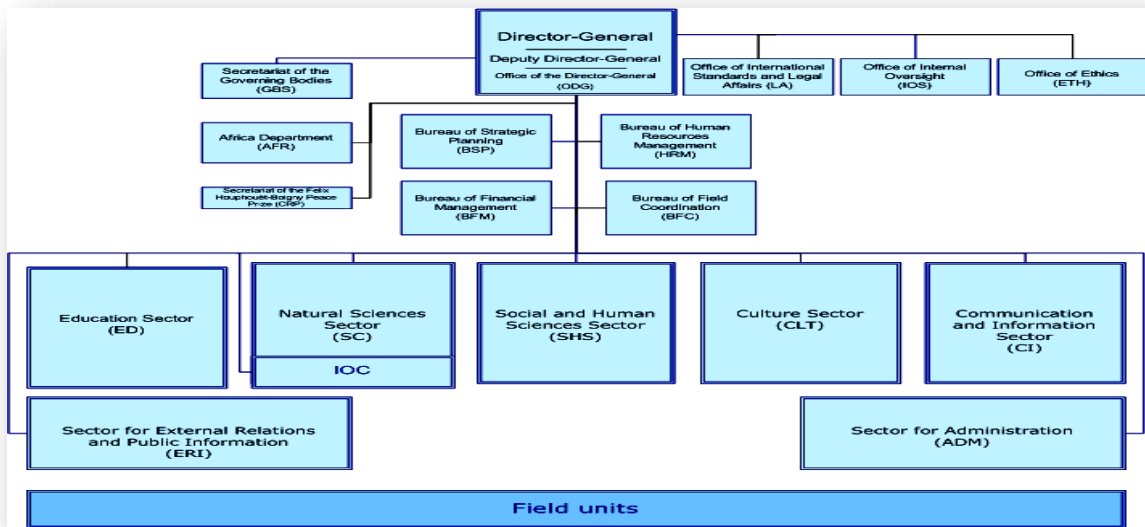 Director-General
Deputy Director-General
Office of the Director-General
(ODG)
Secretariat of the
Governing Bodies
(GBS)
Office of International
Standards and Legal
Affairs (LA)
Office of Internal
Oversight
(IOS)
Office of Ethics
(ETH)
Africa Department
(AFR)
Bureau of Strategic
Planning
(BSP)
Bureau of Human
Resources
Management
(HRM)
Secretariat of the Felix
Houphouët-Boigny Peace
Prize (CRP)
Bureau of Financial
Management
(BFM)
Bureau of Field
Coordination
(BFC)
Education Sector
(ED)
Natural Sciences
Sector
(SC)
IOC
Social and Human
Sciences Sector
(SHS)
Culture Sector
(CLT)
Communication
and Information
Sector
(CI)
Sector for External Relations
and Public Information
(ERI)
Sector for Administration
(ADM)
Field units